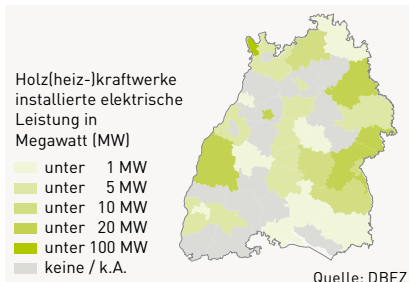 Holz(heiz-)kraftwerke
installierte elektrische
Leistung in
Megawatt (MW)
unter 1 MW
unter 5 MW
unter 10 MW
unter 20 MW
unter 100 MW
keine / k.A.
Quelle: DBFZ